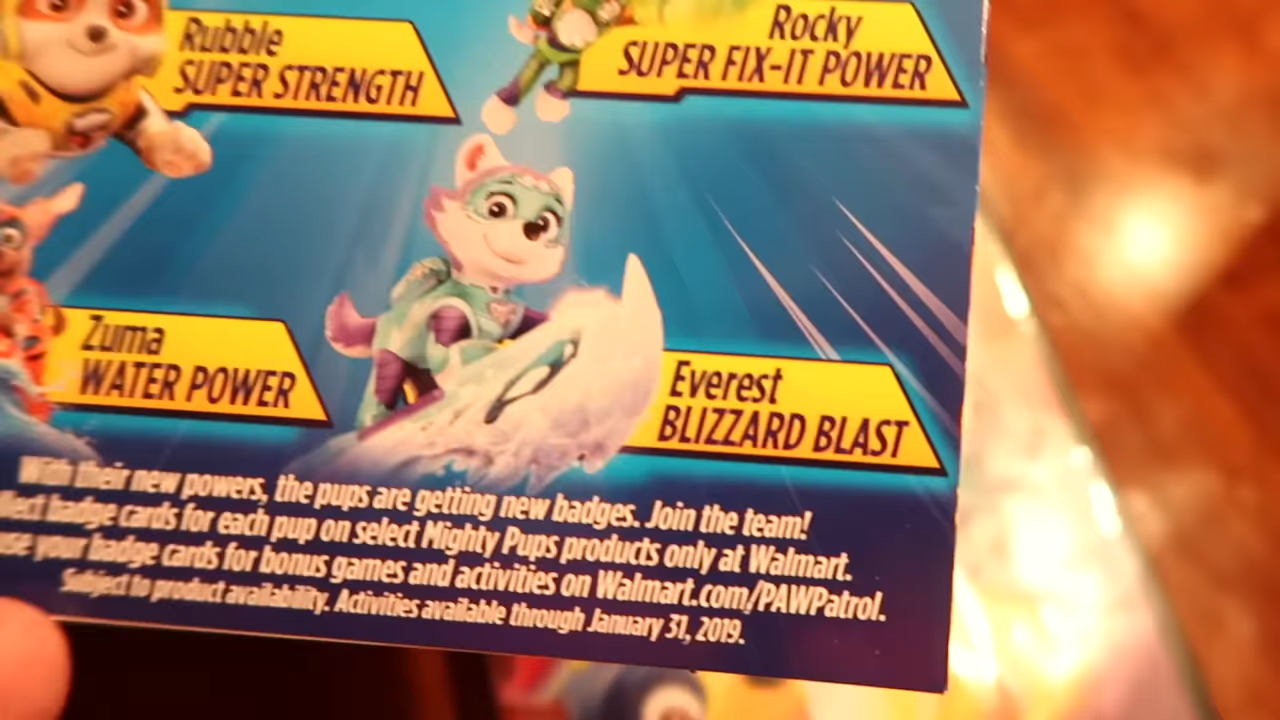 Rubble
SUPER STRENGTH
Rocky
SUPER FIX-IT POWER
Zuma
WATER POWER
Everest
BLIZZARD BLAST
With their new powers, the pups are getting new badges. Join the team!
badge cards for each pup on select Mighty Pups products only at Walmart.
your badge cards for bonus games and activities on Walmart.com/PAWPatrol.
Subject to product availability. Activities available through January 31, 2019.